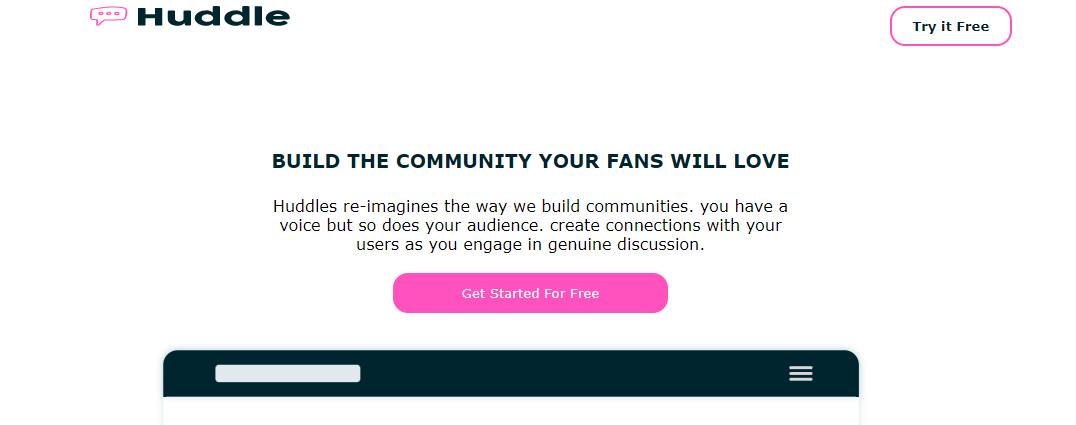 Huddle
Try it Free
BUILD THE COMMUNITY YOUR FANS WILL LOVE
Huddles re-imagines the way we build communities. you have a
voice but so does your audience. create connections with your
users as you engage in genuine discussion.
Get Started For Free